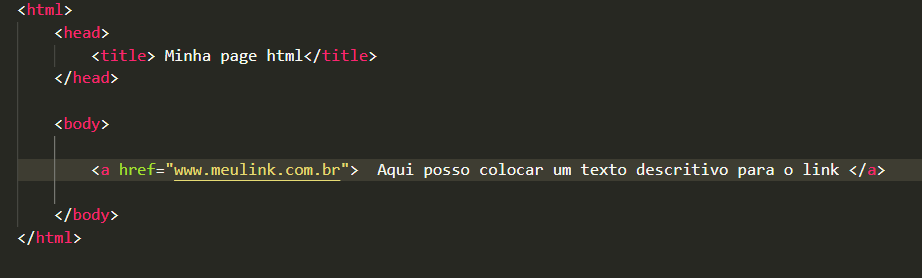 <html>
<head>
<title> Minha page html</title>
</head>
<body>
<a href="www.meulink.com.br">  Aqui posso colocar um texto descritivo para o link </a>
</body>
</html>